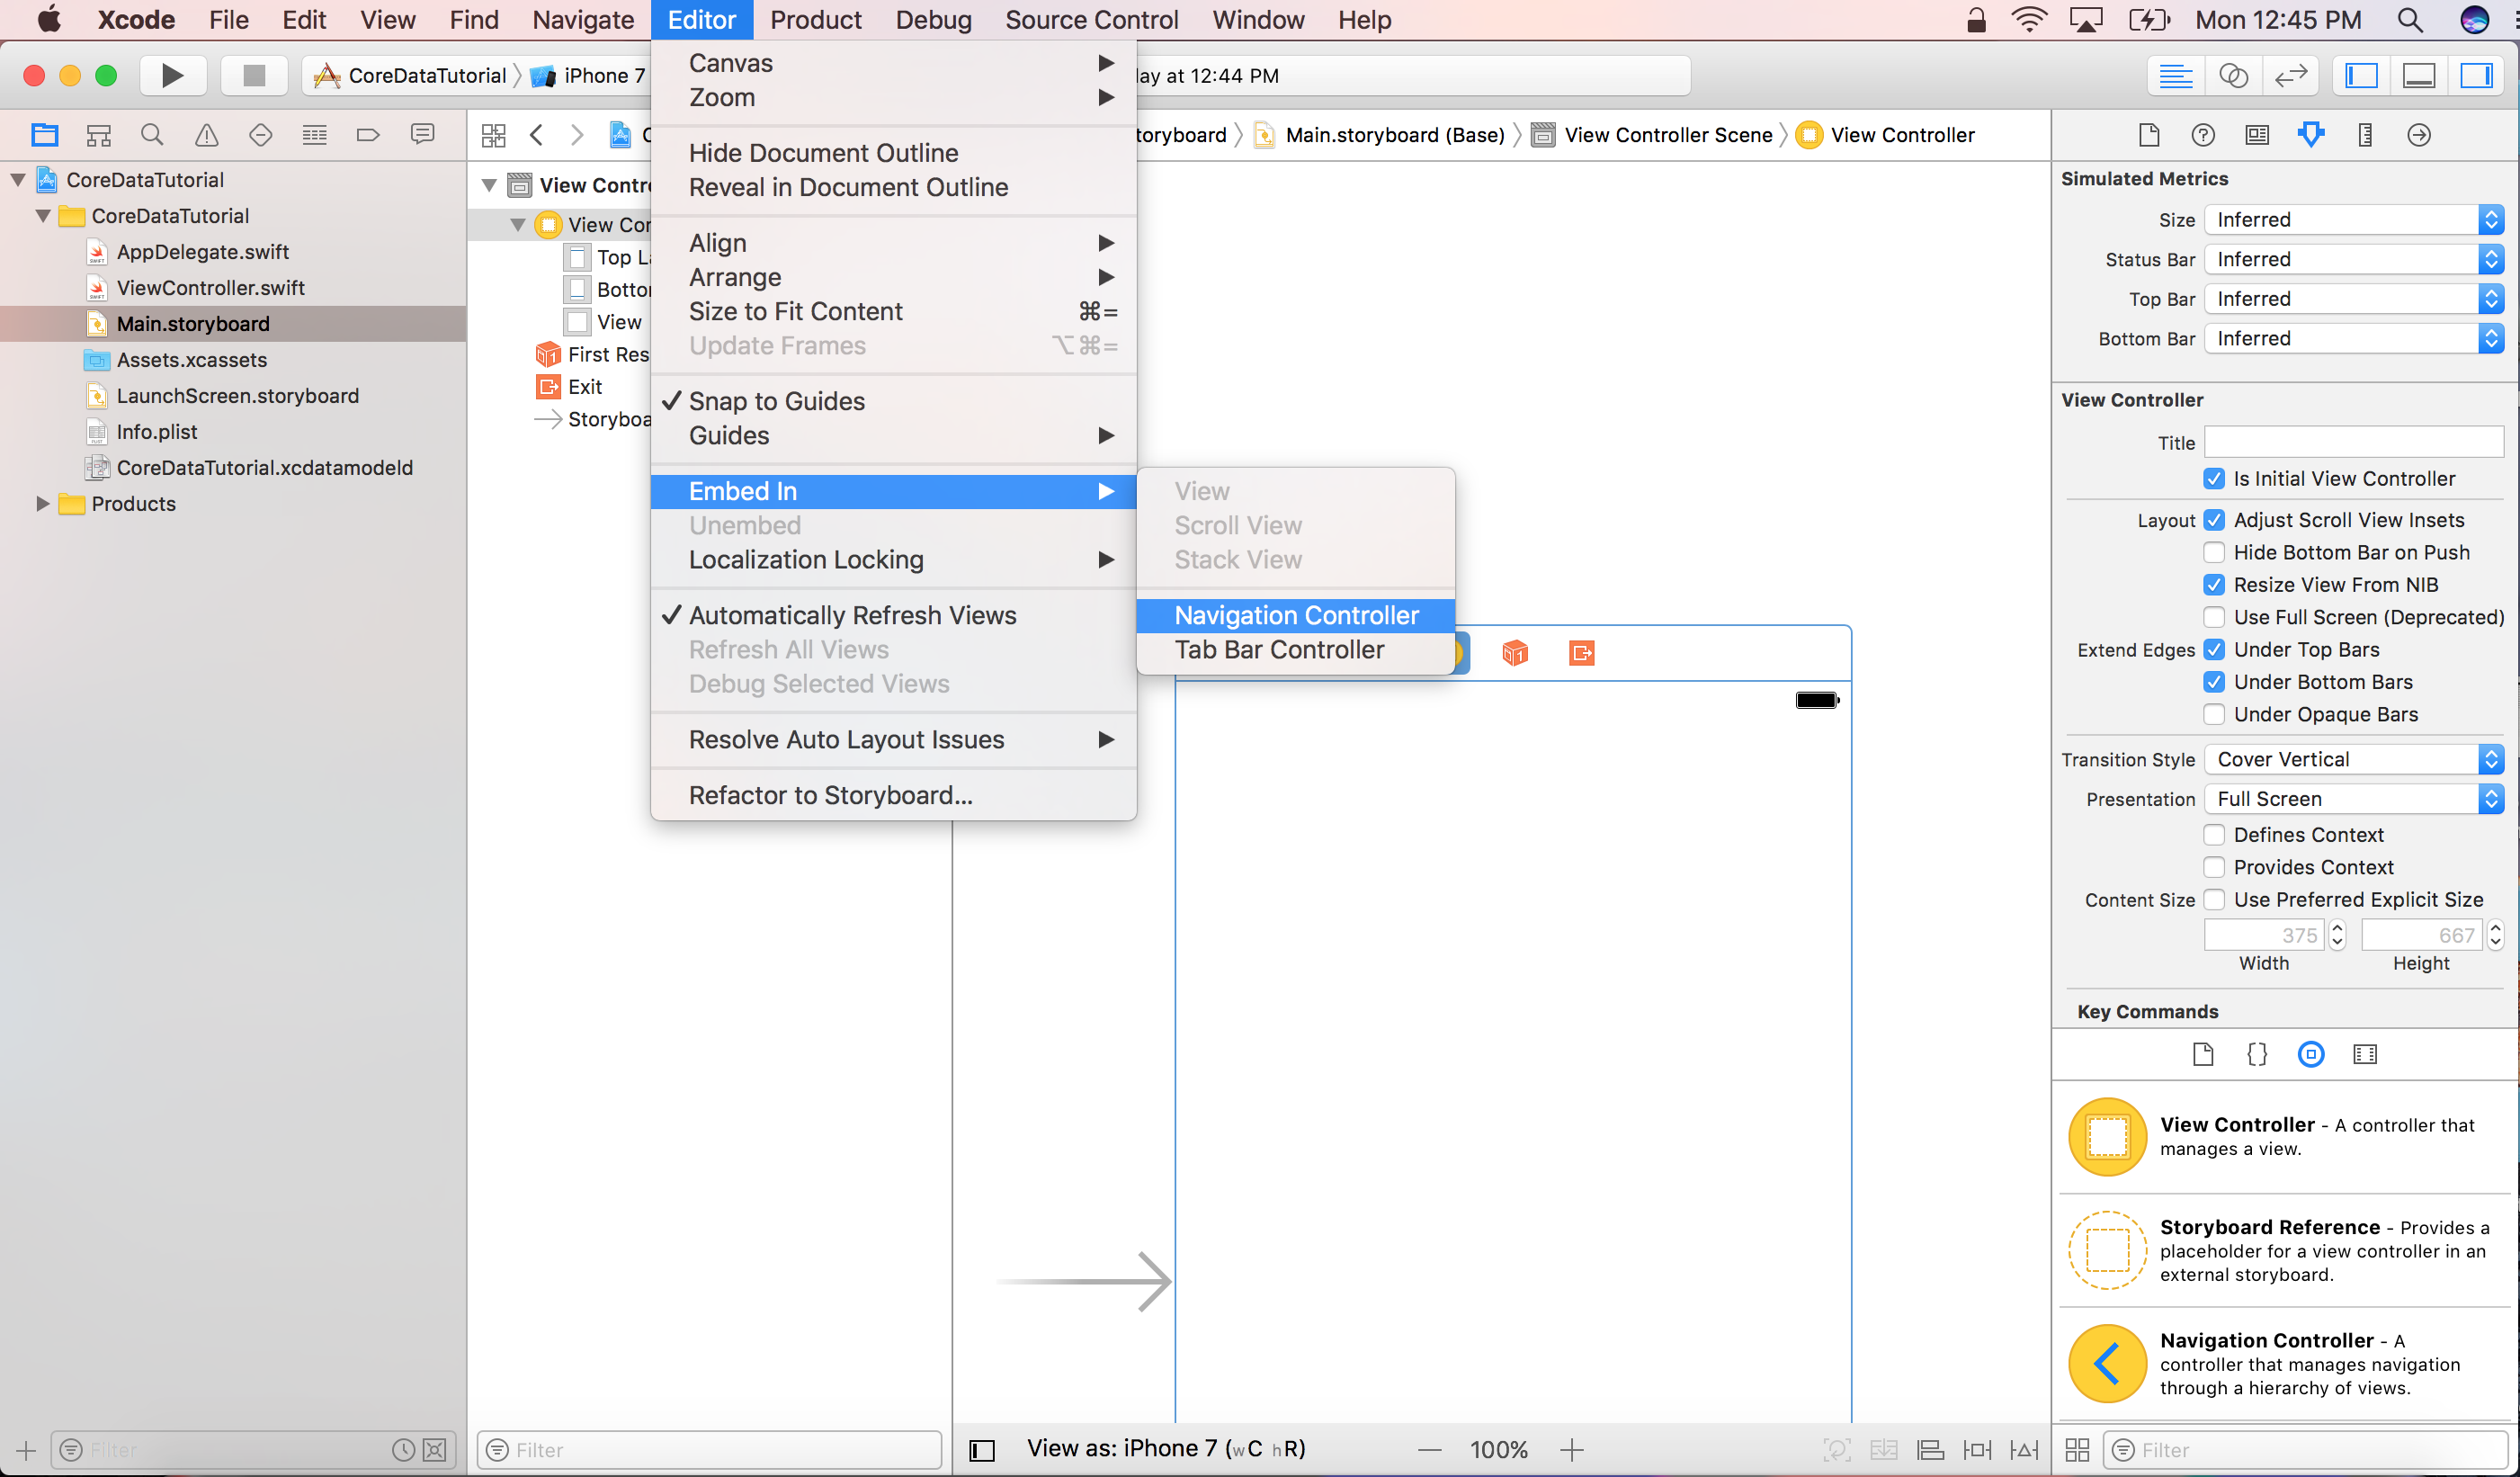 Xcode File Edit View Find Navigate Editor Product Debug Source Control Window Help Mon 12:45 PM
CoreDataTutorial iPhone 7 ay at 12:44 PM
toryboard Main.storyboard (Base) View Controller Scene View Controller
CoreDataTutorial
CoreDataTutorial
AppDelegate.swift
ViewController.swift
Main.storyboard
Assets.xcassets
LaunchScreen.storyboard
Info.plist
CoreDataTutorial.xcdatamodeld
Products
Filter
View Contr
View Cor
Top La
Botto
View
First Res
Exit
Storyboa
Filter
Canvas
Zoom
Hide Document Outline
Reveal in Document Outline
Align
Arrange
Size to Fit Content ⌘=
Update Frames ⌥⌘=
Snap to Guides
Guides
Embed In
Unembed
Localization Locking
Automatically Refresh Views
Refresh All Views
Debug Selected Views
Resolve Auto Layout Issues
Refactor to Storyboard...
View
Scroll View
Stack View
Navigation Controller
Tab Bar Controller
View as: iPhone 7 (wC hR) — 100% +
Simulated Metrics
Size Inferred
Status Bar Inferred
Top Bar Inferred
Bottom Bar Inferred
View Controller
Title
Is Initial View Controller
Layout Adjust Scroll View Insets
Hide Bottom Bar on Push
Resize View From NIB
Use Full Screen (Deprecated)
Extend Edges Under Top Bars
Under Bottom Bars
Under Opaque Bars
Transition Style Cover Vertical
Presentation Full Screen
Defines Context
Provides Context
Content Size Use Preferred Explicit Size
375 667
Width Height
Key Commands
View Controller - A controller that
manages a view.
Storyboard Reference - Provides a
placeholder for a view controller in an
external storyboard.
Navigation Controller - A
controller that manages navigation
through a hierarchy of views.
Filter